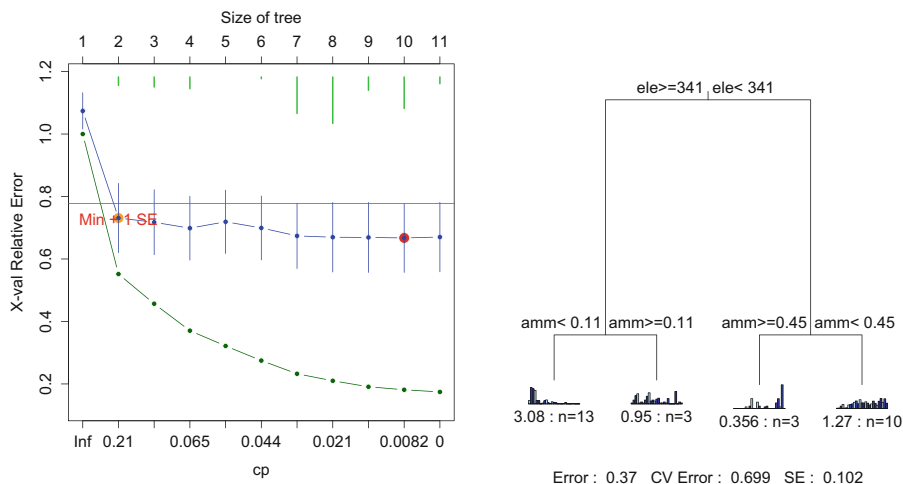 Size of tree
1 2 3 4 5 6 7 8 9 10 11
X-val Relative Error
1.2
1.0
0.8
0.6
0.4
0.2
Min + 1 SE
Inf 0.21 0.065 0.044 0.021 0.0082 0
cp
ele>=341 ele< 341
amm< 0.11 amm>=0.11 amm>=0.45 amm< 0.45
3.08 : n=13 0.95 : n=3 0.356 : n=3 1.27 : n=10
Error : 0.37 CV Error : 0.699 SE : 0.102